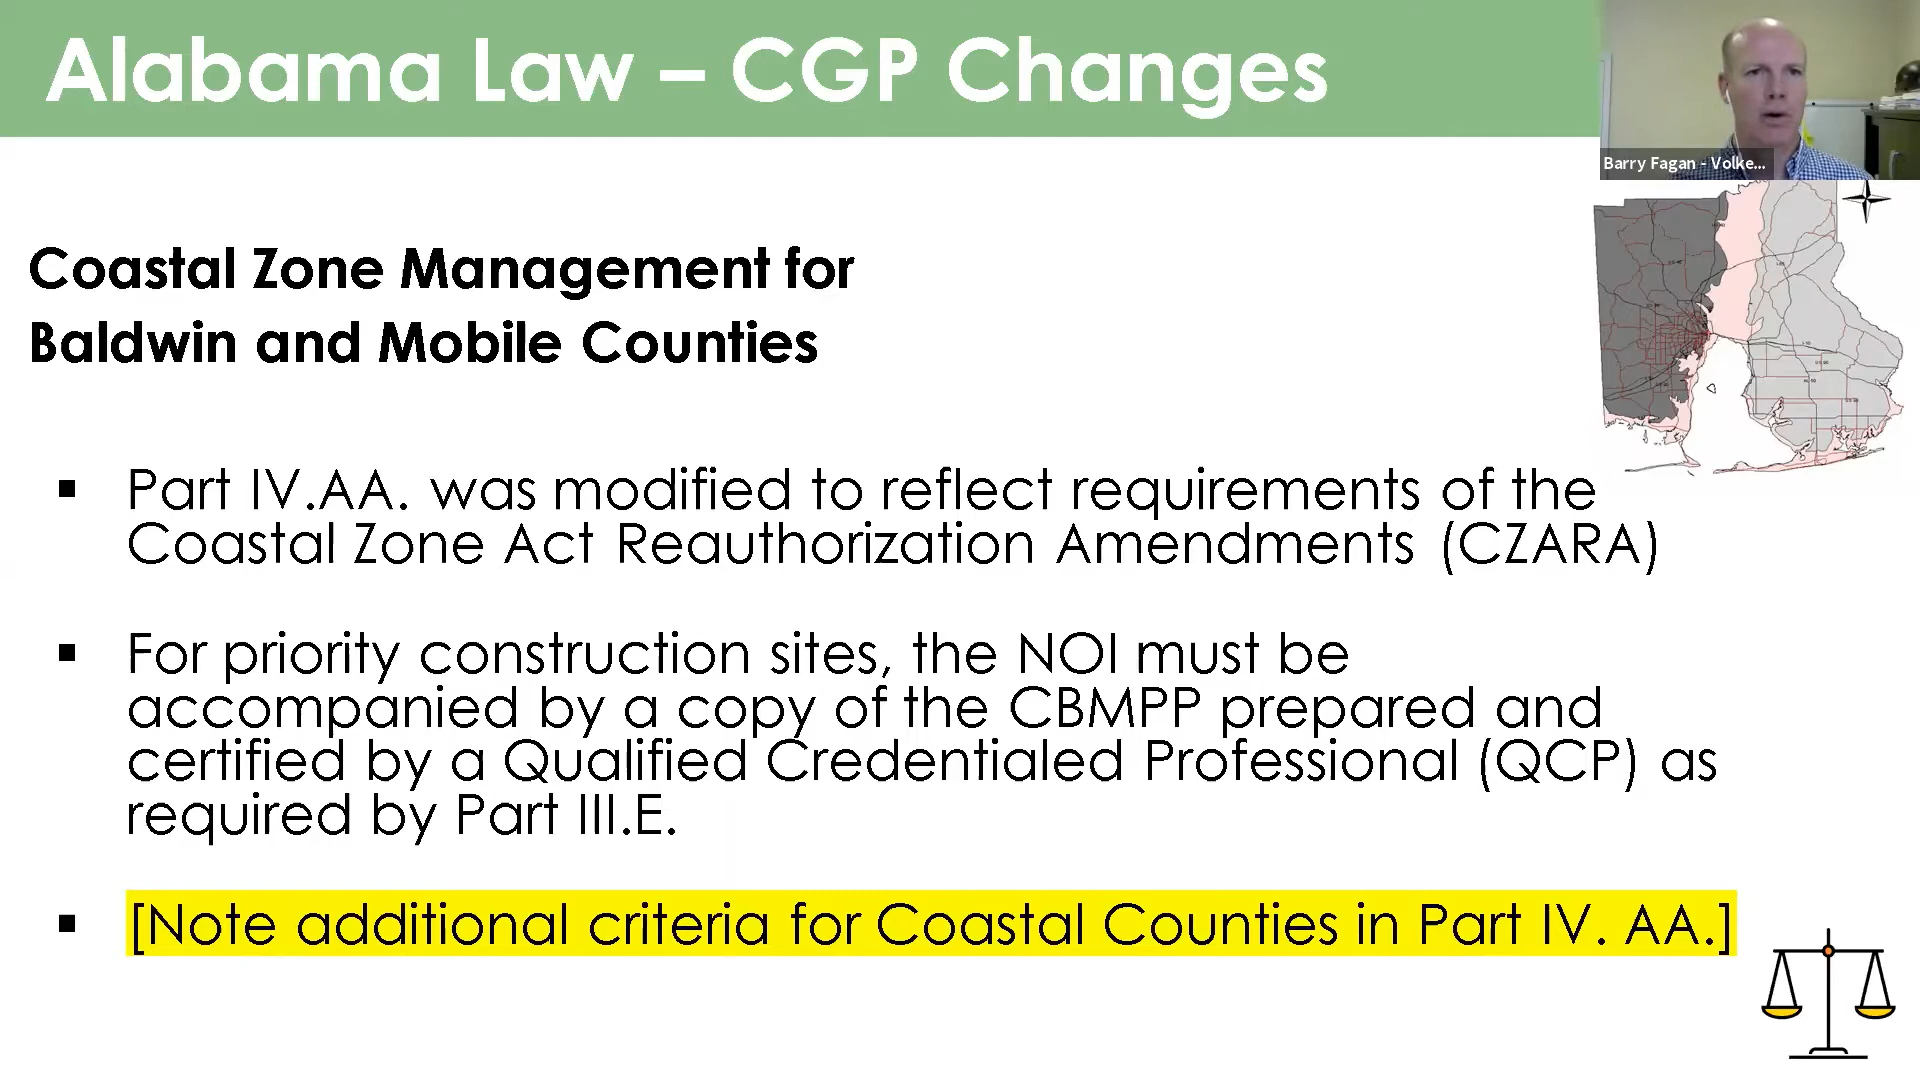 Alabama Law – CGP Changes
Barry Fagan - Volke...
Coastal Zone Management for
Baldwin and Mobile Counties
▪ Part IV.AA. was modified to reflect requirements of the
Coastal Zone Act Reauthorization Amendments (CZARA)
▪ For priority construction sites, the NOI must be
accompanied by a copy of the CBMPP prepared and
certified by a Qualified Credentialed Professional (QCP) as
required by Part III.E.
▪ [Note additional criteria for Coastal Counties in Part IV. AA.]